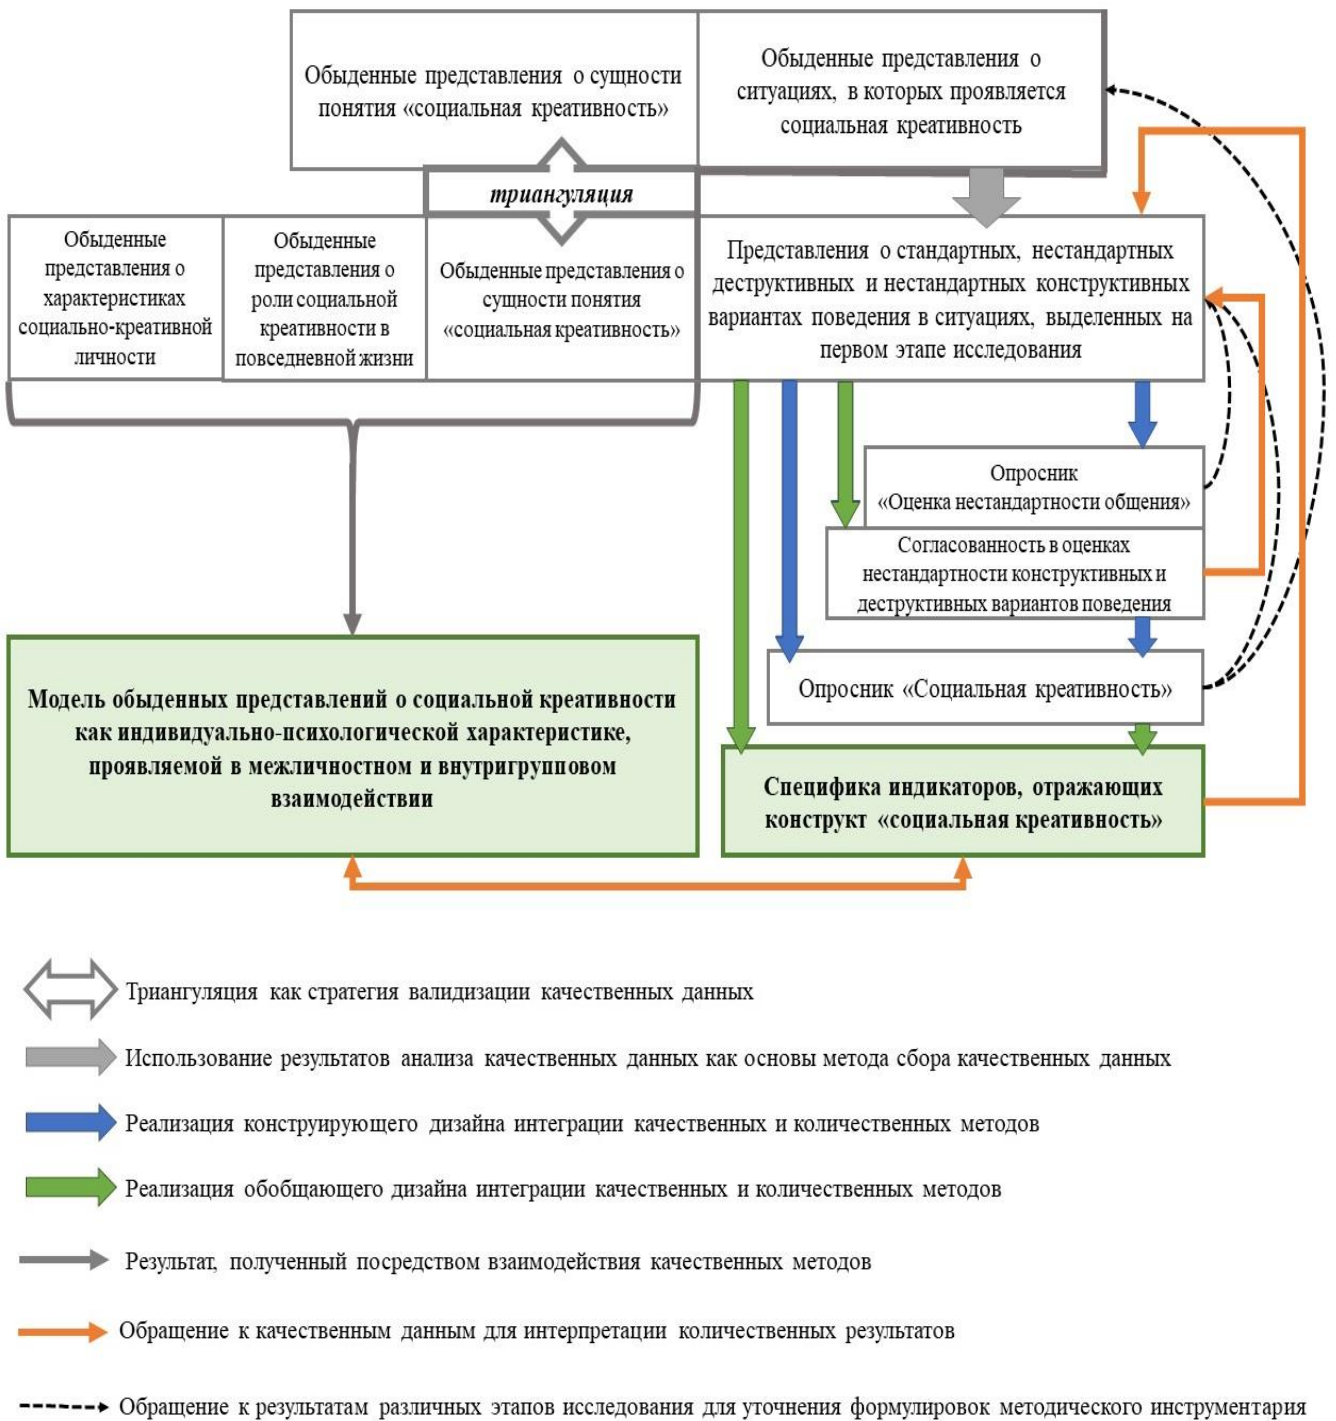 Обыденные представления о сущности
понятия «социальная креативность»
Обыденные представления о
ситуациях, в которых проявляется
социальная креативность
триангуляция
Обыденные
представления о
характеристиках
социально-креативной
личности
Обыденные
представления о
роли социальной
креативности в
повседневной жизни
Обыденные представления о
сущности понятия
«социальная креативность»
Представления о стандартных, нестандартных
деструктивных и нестандартных конструктивных
вариантах поведения в ситуациях, выделенных на
первом этапе исследования
Опросник
«Оценка нестандартности общения»
Согласованность в оценках
нестандартности конструктивных и
деструктивных вариантов поведения
Опросник «Социальная креативность»
Модель обыденных представлений о социальной креативности
как индивидуально-психологической характеристике,
проявляемой в межличностном и внутригрупповом
взаимодействии
Специфика индикаторов, отражающих
конструкт «социальная креативность»
Триангуляция как стратегия валидизации качественных данных
Использование результатов анализа качественных данных как основы метода сбора качественных данных
Реализация конструирующего дизайна интеграции качественных и количественных методов
Реализация обобщающего дизайна интеграции качественных и количественных методов
Результат, полученный посредством взаимодействия качественных методов
Обращение к качественным данным для интерпретации количественных результатов
Обращение к результатам различных этапов исследования для уточнения формулировок методического инструментария